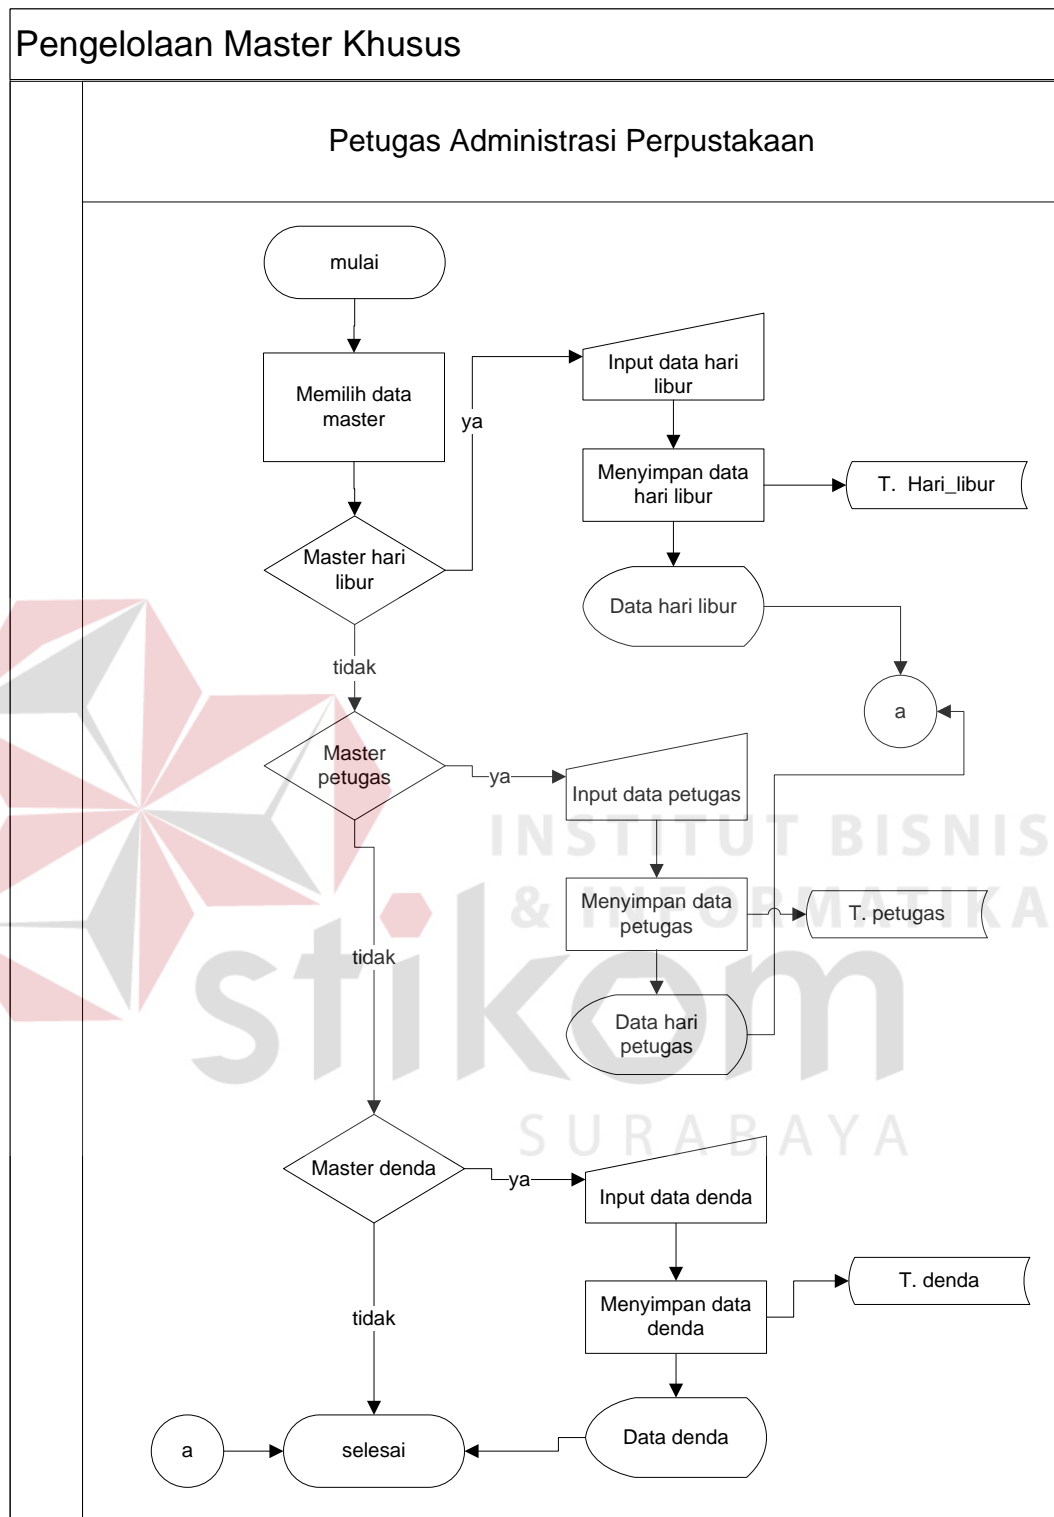 Pengelolaan Master Khusus
Petugas Administrasi Perpustakaan
mulai
Memilih data
master
ya
Input data hari
libur
Menyimpan data
hari libur
T. Hari_libur
Master hari
libur
Data hari libur
tidak
a
Master
petugas
ya
Input data petugas
INSTITUT BISNIS
& INFORMATIKA
Menyimpan data
petugas
T. petugas
tidak
stikom
Data hari
petugas
SURABAYA
Master denda
ya
Input data denda
T. denda
Menyimpan data
denda
tidak
a
selesai
Data denda